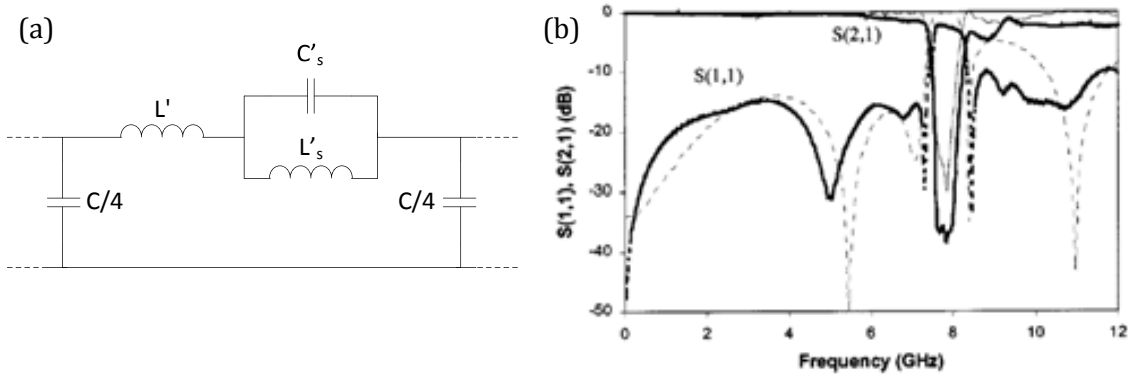 (a)
C's
L'
L's
C/4
C/4
(b)
S(1,1), S(2,1) (dB)
0
-10
-20
-30
-40
-50
S(2,1)
S(1,1)
0 2 4 6 8 10 12
Frequency (GHz)